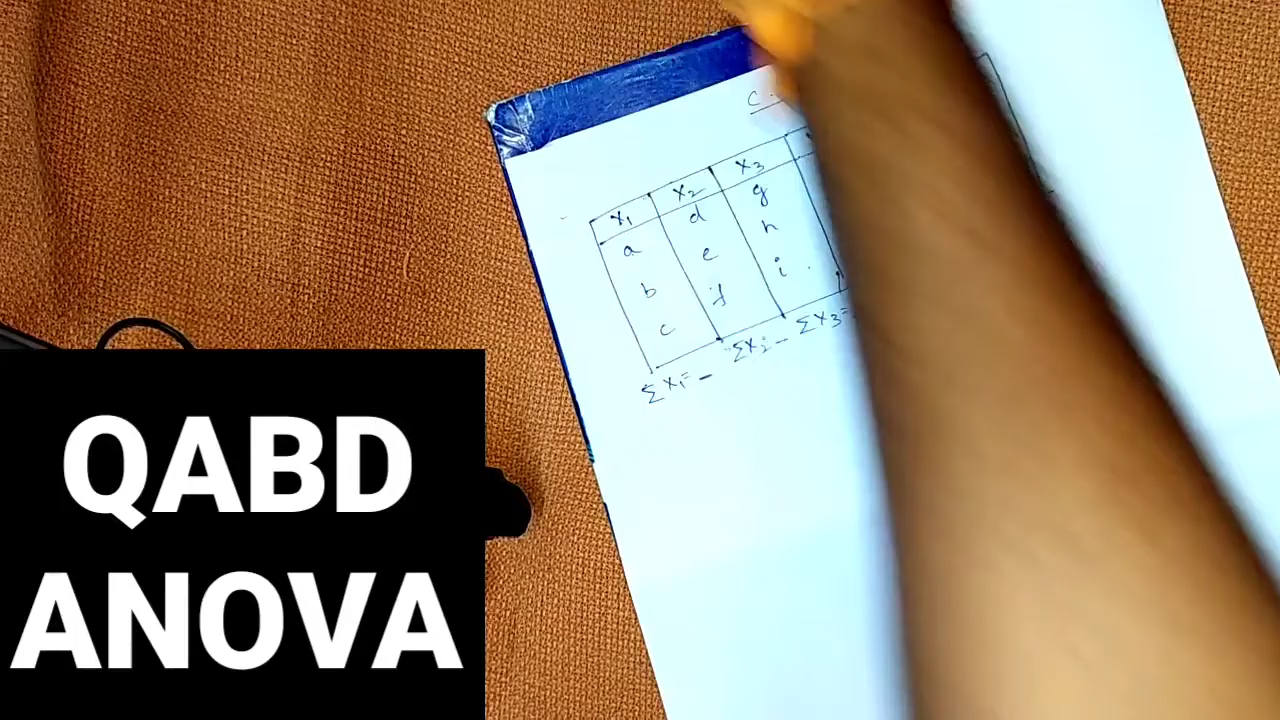 QABD
ANOVA
C.
X₁ X₂ X₃
a d g
b e h
c f i
ΣX₁= - ΣX₂ - ΣX₃=